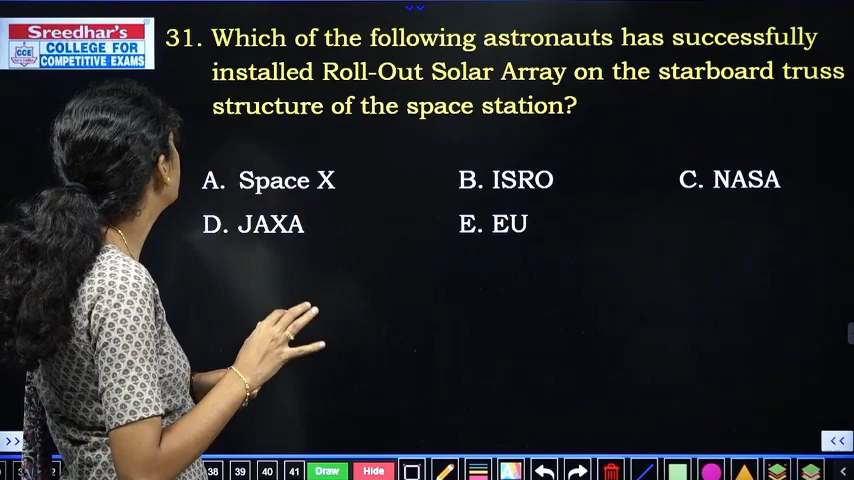 Sreedhar's
CCE
COLLEGE FOR
COMPETITIVE EXAMS
31. Which of the following astronauts has successfully
installed Roll-Out Solar Array on the starboard truss
structure of the space station?
A. Space X B. ISRO C. NASA
D. JAXA E. EU
>> <<
38 39 40 41 Draw Hide